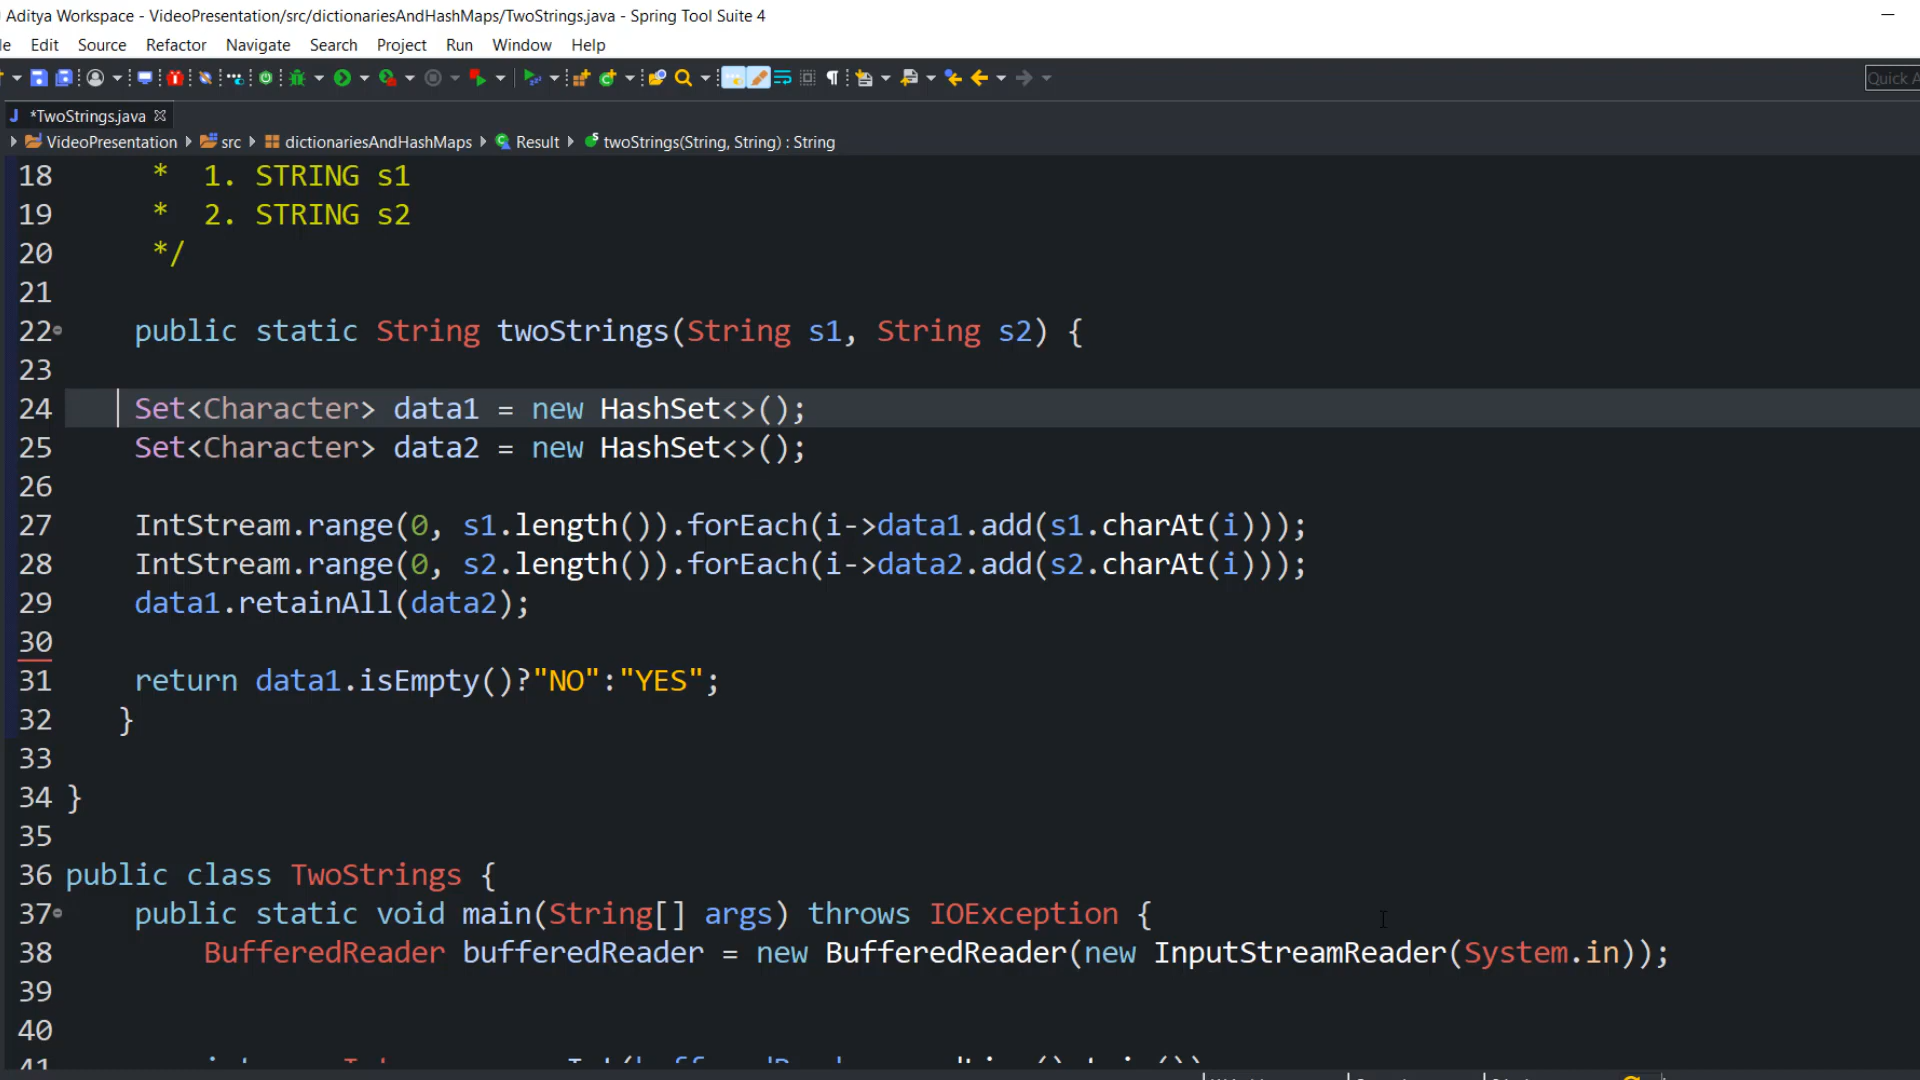 Aditya Workspace - VideoPresentation/src/dictionariesAndHashMaps/TwoStrings.java - Spring Tool Suite 4
Edit Source Refactor Navigate Search Project Run Window Help
Quick
*TwoStrings.java
VideoPresentation src dictionariesAndHashMaps Result twoStrings(String, String) : String
18 * 1. STRING s1
19 * 2. STRING s2
20 */
21
22 public static String twoStrings(String s1, String s2) {
23
24 Set<Character> data1 = new HashSet<>();
25 Set<Character> data2 = new HashSet<>();
26
27 IntStream.range(0, s1.length()).forEach(i->data1.add(s1.charAt(i)));
28 IntStream.range(0, s2.length()).forEach(i->data2.add(s2.charAt(i)));
29 data1.retainAll(data2);
30
31 return data1.isEmpty()?"NO":"YES";
32 }
33
34 }
35
36 public class TwoStrings {
37 public static void main(String[] args) throws IOException {
38 BufferedReader bufferedReader = new BufferedReader(new InputStreamReader(System.in));
39
40
41